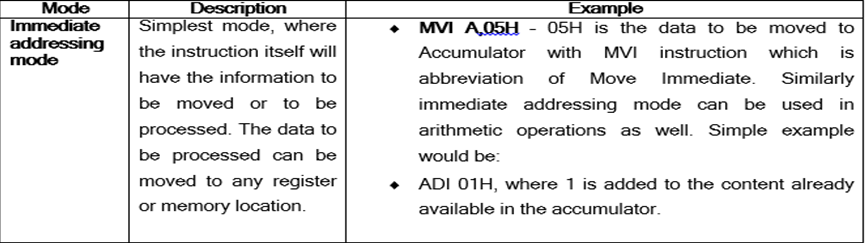 Mode Description Example
Immediate
addressing
mode
Simplest mode, where
the instruction itself will
have the information to
be moved or to be
processed. The data to
be processed can be
moved to any register
or memory location.
◆ MVI A,05H - 05H is the data to be moved to
Accumulator with MVI instruction which is
abbreviation of Move Immediate. Similarly
immediate addressing mode can be used in
arithmetic operations as well. Simple example
would be:
◆ ADI 01H, where 1 is added to the content already
available in the accumulator.